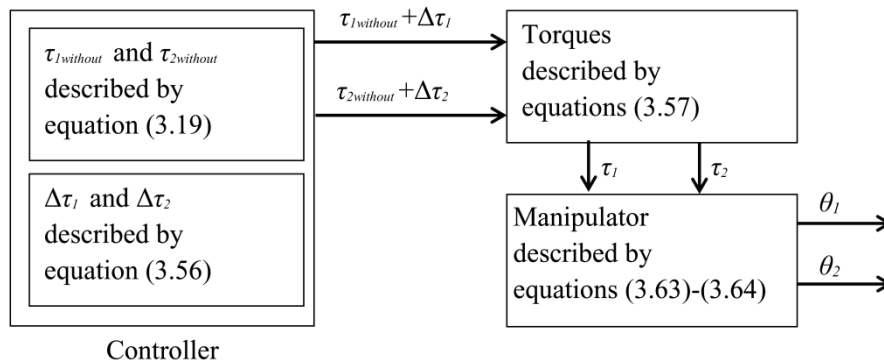 τ1without and τ2without
described by
equation (3.19)
Δτ1 and Δτ2
described by
equation (3.56)
Controller
τ1without+Δτ1
τ2without+Δτ2
Torques
described by
equations (3.57)
τ1
τ2
Manipulator
described by
equations (3.63)-(3.64)
θ1
θ2